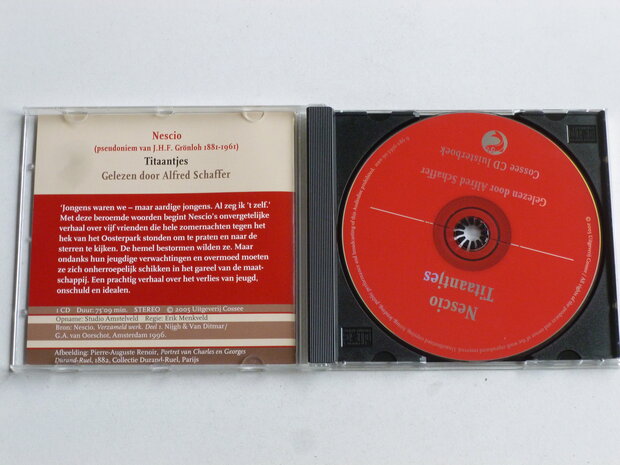 Nescio
(pseudoniem van J.H.F. Grönloh 1881-1961)
Titaantjes
Gelezen door Alfred Schaffer
'Jongens waren we – maar aardige jongens. Al zeg ik 't zelf.'
Met deze beroemde woorden begint Nescio's onvergetelijke
verhaal over vijf vrienden die hele zomernachten tegen het
hek van het Oosterpark stonden om te praten en naar de
sterren te kijken. De hemel bestormen wilden ze. Maar
ondanks hun jeugdige verwachtingen en overmoed moeten
ze zich onherroepelijk schikken in het gareel van de maat-
schappij. Een prachtig verhaal over het verlies van jeugd,
onschuld en idealen.
1 CD Duur: 75'09 min. STEREO © 2005 Uitgeverij Cossee
Opname: Studio Amstelveld Regie: Erik Menkveld
Bron: Nescio, Verzameld werk. Deel 1. Nijgh & Van Ditmar/
G.A. van Oorschot, Amsterdam 1996.
Afbeelding: Pierre-Auguste Renoir, Portret van Charles en Georges
Durand-Ruel, 1882, Collectie Durand-Ruel, Parijs
Nescio
Titaantjes
Gelezen door Alfred Schaffer
Cossee CD Luisterboek